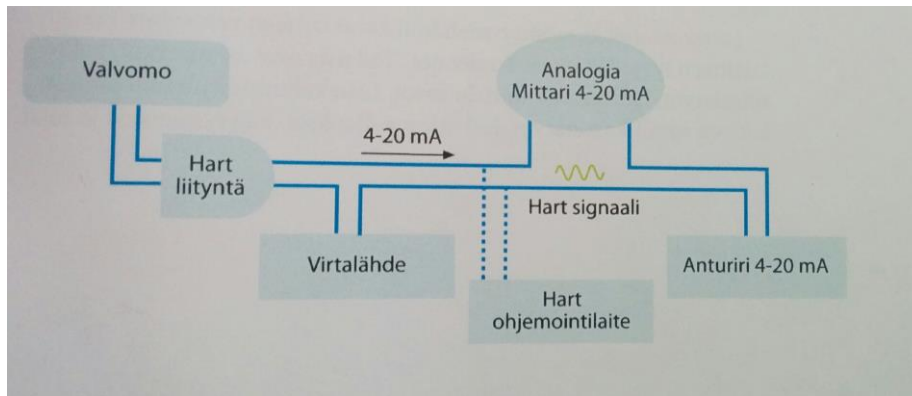 Valvomo
Analogia
Mittari 4-20 mA
4-20 mA
Hart
liityntä
Hart signaali
Virtalähde
Anturiri 4-20 mA
Hart
ohjemointilaite